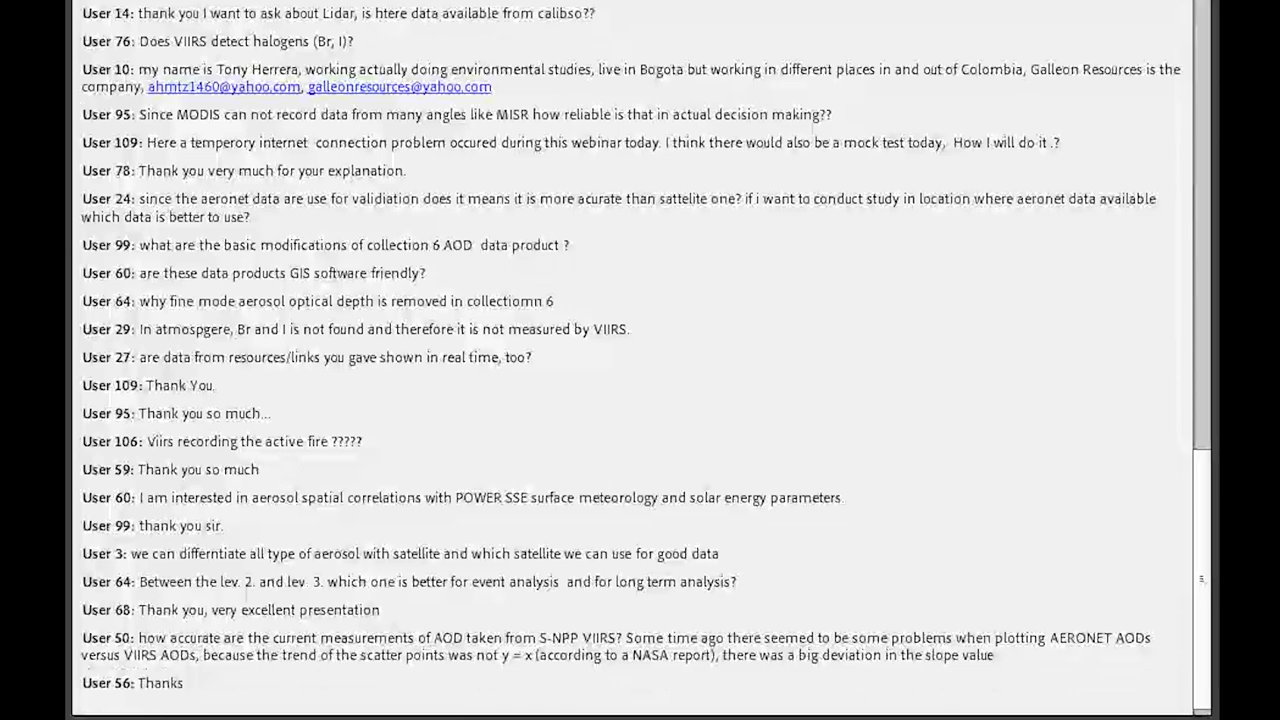 User 14: thank you I want to ask about Lidar, is htere data available from calibso??
User 76: Does VIIRS detect halogens (Br, I)?
User 10: my name is Tony Herrera, working actually doing environmental studies, live in Bogota but working in different places in and out of Colombia, Galleon Resources is the
company, ahmtz1460@yahoo.com, galleonresources@yahoo.com
User 95: Since MODIS can not record data from many angles like MISR how reliable is that in actual decision making??
User 109: Here a temperory internet connection problem occured during this webinar today. I think there would also be a mock test today, How I will do it .?
User 78: Thank you very much for your explanation.
User 24: since the aeronet data are use for validiation does it means it is more acurate than sattelite one? if i want to conduct study in location where aeronet data available
which data is better to use?
User 99: what are the basic modifications of collection 6 AOD data product ?
User 60: are these data products GIS software friendly?
User 64: why fine mode aerosol optical depth is removed in collectiomn 6
User 29: In atmospgere, Br and I is not found and therefore it is not measured by VIIRS.
User 27: are data from resources/links you gave shown in real time, too?
User 109: Thank You.
User 95: Thank you so much...
User 106: Viirs recording the active fire ?????
User 59: Thank you so much
User 60: I am interested in aerosol spatial correlations with POWER SSE surface meteorology and solar energy parameters.
User 99: thank you sir.
User 3: we can differntiate all type of aerosol with satellite and which satellite we can use for good data
User 64: Between the lev. 2. and lev. 3. which one is better for event analysis and for long term analysis?
User 68: Thank you, very excellent presentation
User 50: how accurate are the current measurements of AOD taken from S-NPP VIIRS? Some time ago there seemed to be some problems when plotting AERONET AODs
versus VIIRS AODs, because the trend of the scatter points was not y = x (according to a NASA report), there was a big deviation in the slope value
User 56: Thanks